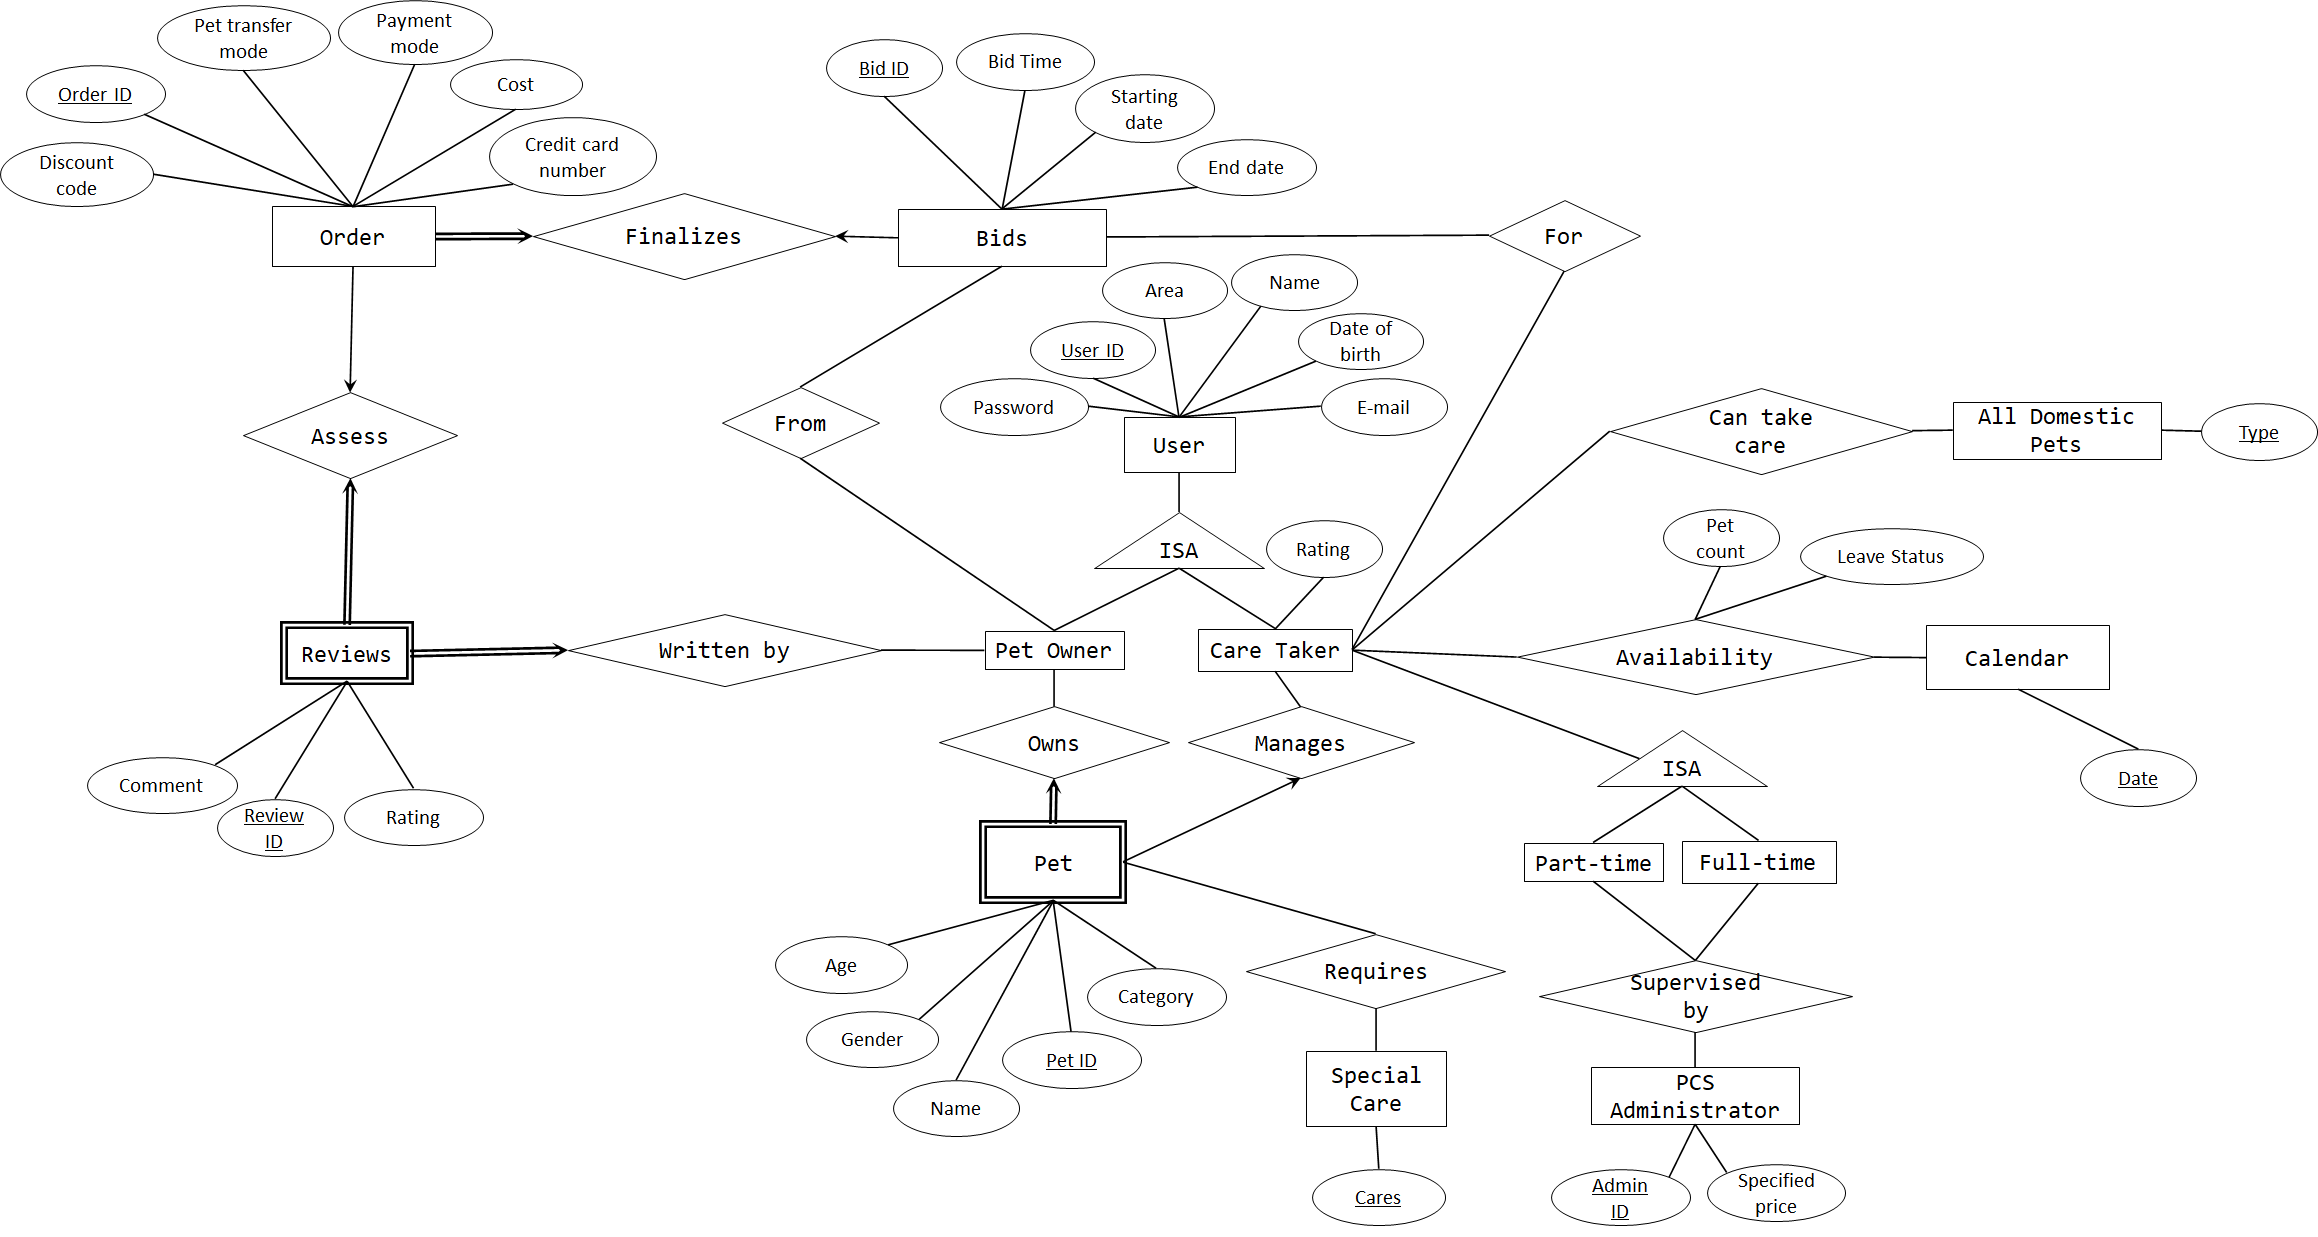 Pet transfer
mode
Payment
mode
Order ID
Cost
Discount
code
Credit card
number
Order
Finalizes
Bid ID
Bid Time
Starting
date
End date
Bids
For
Area
Name
User ID
Date of
birth
Password
E-mail
User
From
Assess
Can take
care
All Domestic
Pets
Type
ISA
Rating
Pet
count
Leave Status
Reviews
Written by
Pet Owner
Care Taker
Availability
Calendar
Date
Comment
Review
ID
Rating
Owns
Manages
ISA
Pet
Part-time
Full-time
Age
Gender
Name
Pet ID
Category
Requires
Supervised
by
Special
Care
PCS
Administrator
Cares
Admin
ID
Specified
price